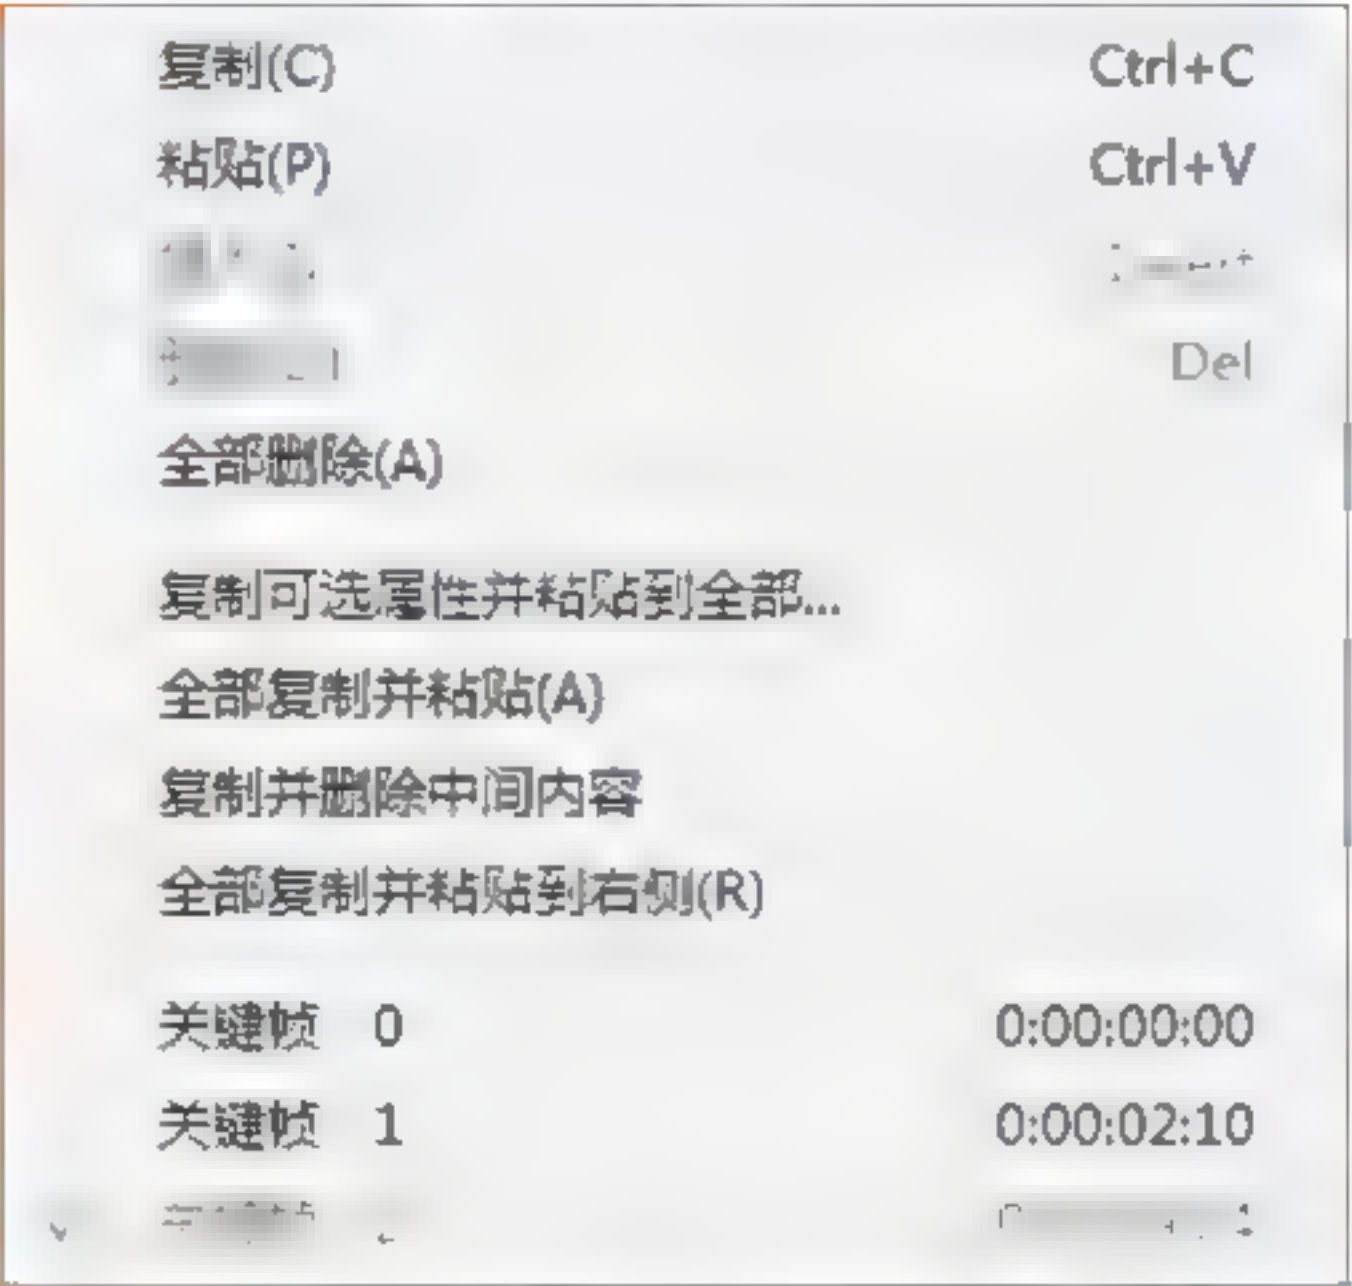 复制(C) Ctrl+C
粘贴(P) Ctrl+V
Del
全部删除(A)
复制可选属性并粘贴到全部...
全部复制并粘贴(A)
复制并删除中间内容
全部复制并粘贴到右侧(R)
关键帧 0 0:00:00:00
关键帧 1 0:00:02:10